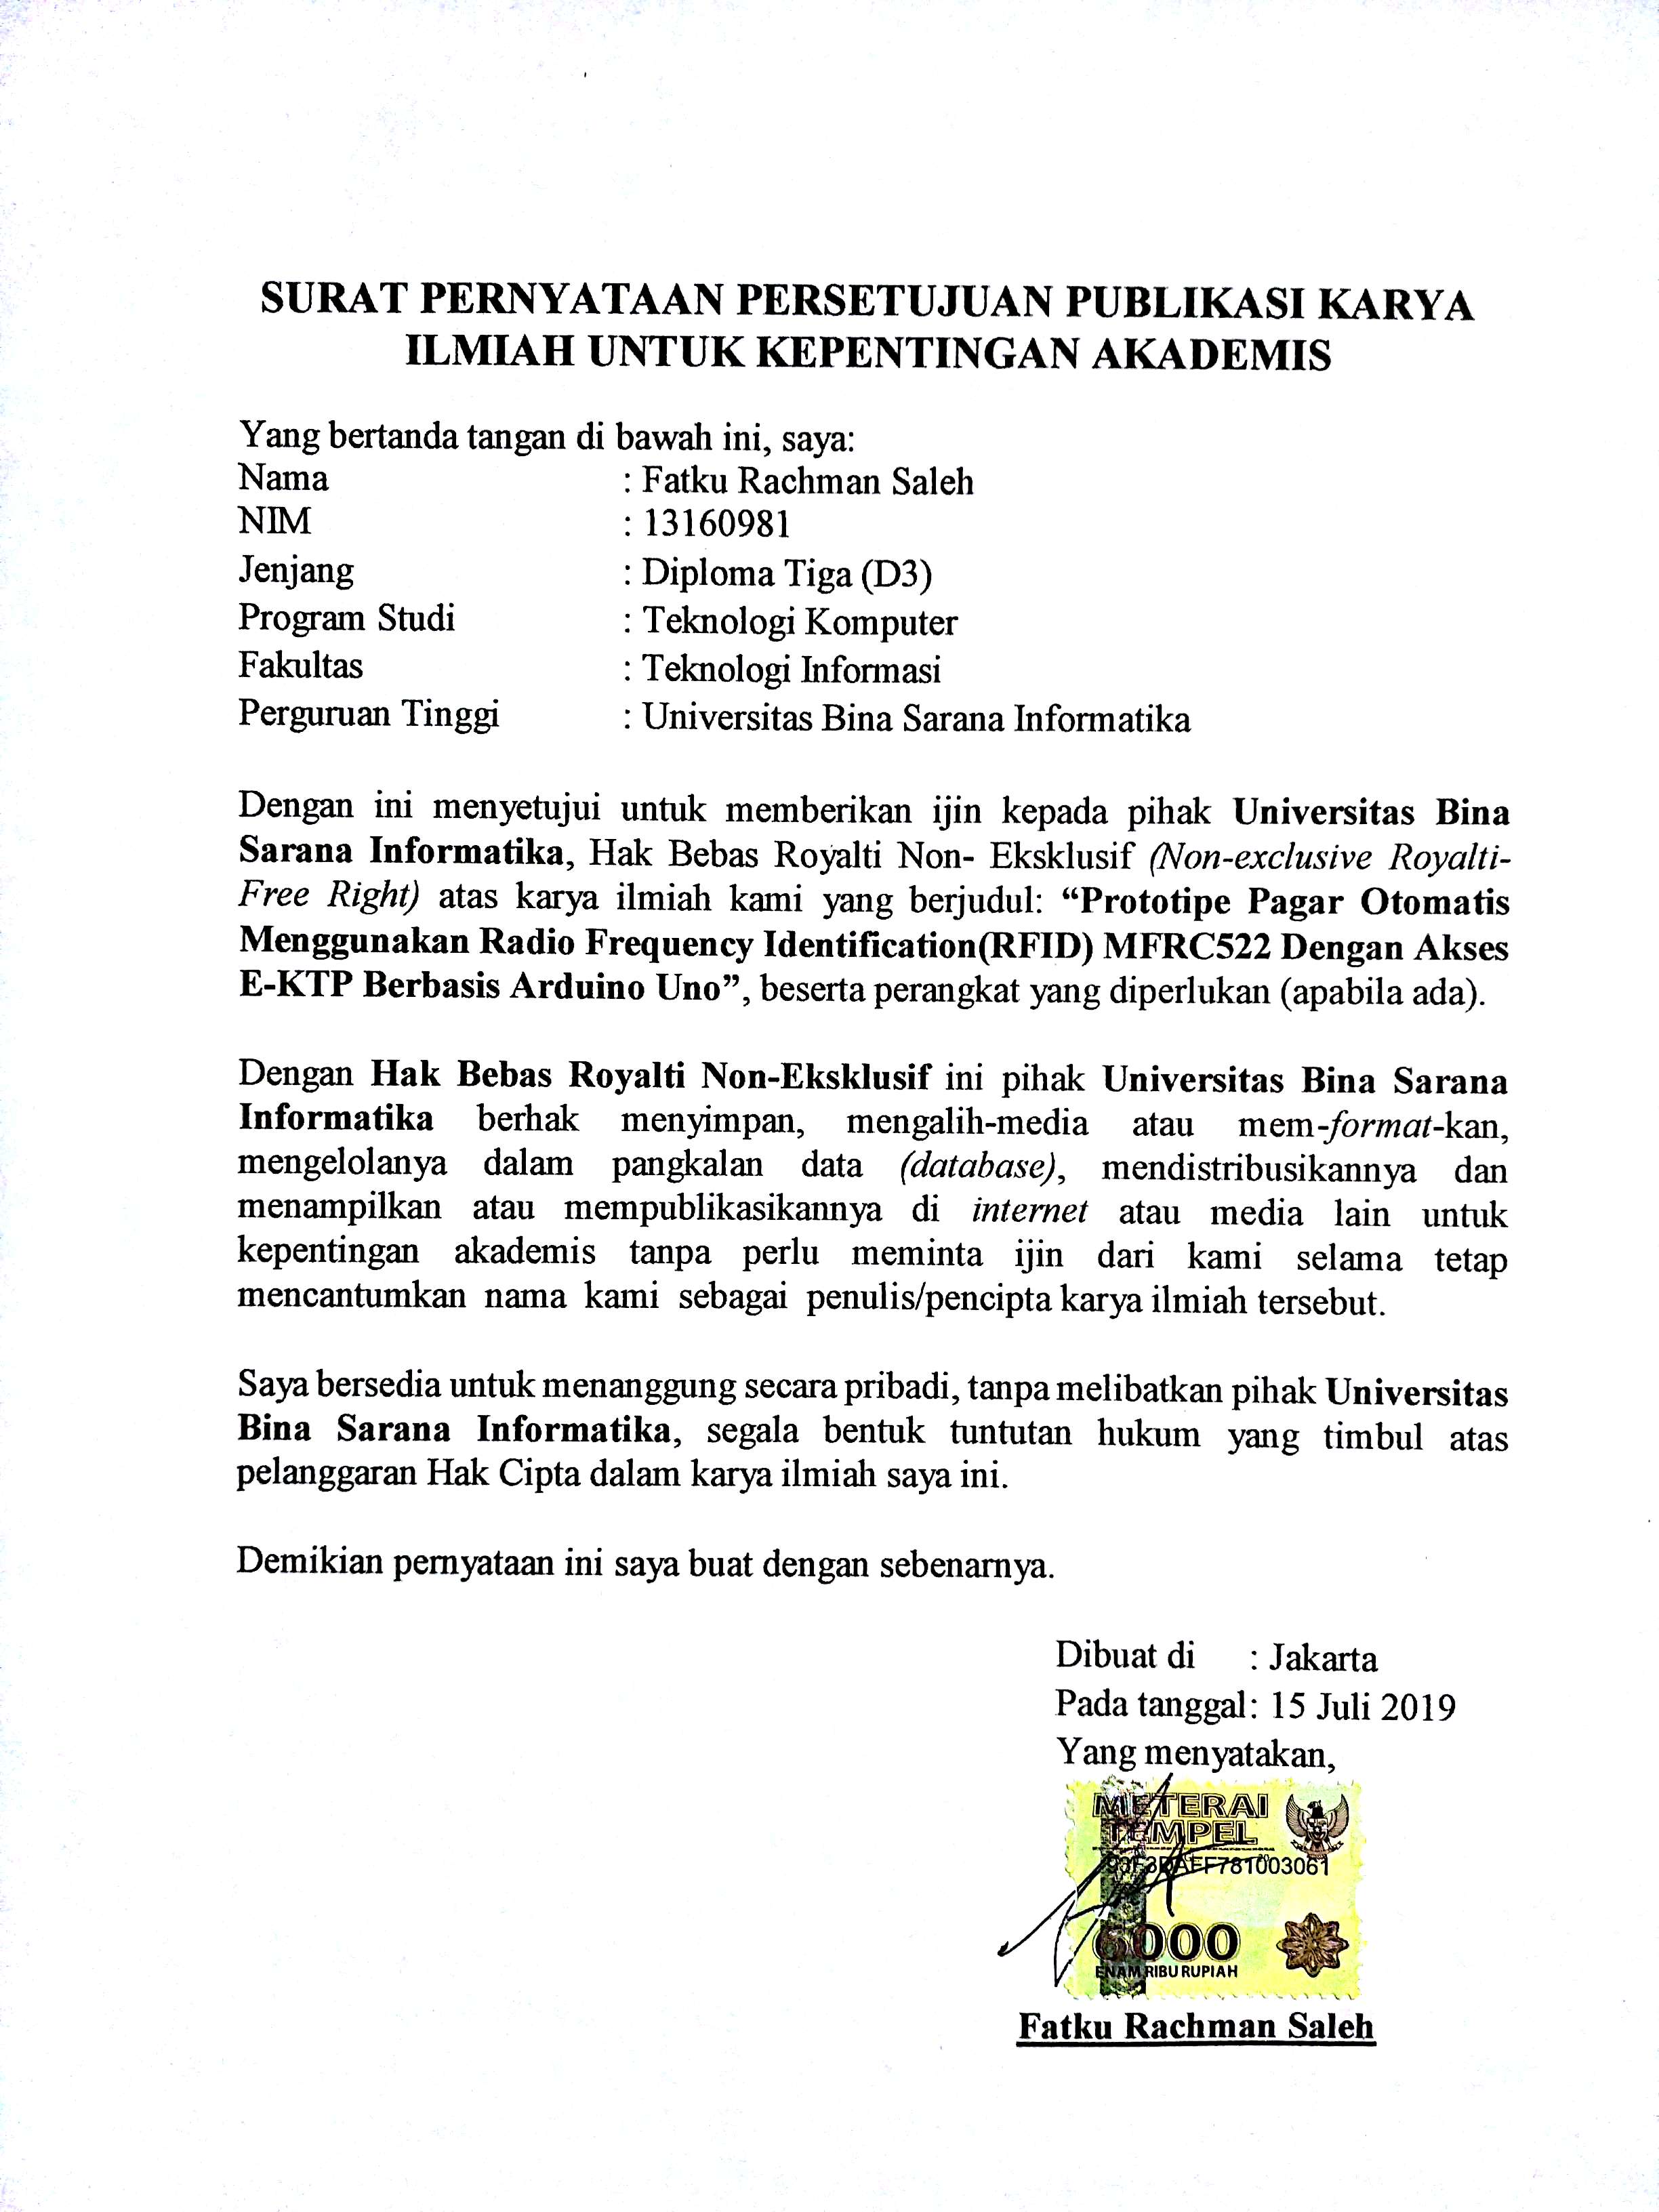 SURAT PERNYATAAN PERSETUJUAN PUBLIKASI KARYA
ILMIAH UNTUK KEPENTINGAN AKADEMIS
Yang bertanda tangan di bawah ini, saya:
Nama : Fatku Rachman Saleh
NIM : 13160981
Jenjang : Diploma Tiga (D3)
Program Studi : Teknologi Komputer
Fakultas : Teknologi Informasi
Perguruan Tinggi : Universitas Bina Sarana Informatika
Dengan ini menyetujui untuk memberikan ijin kepada pihak Universitas Bina
Sarana Informatika, Hak Bebas Royalti Non- Eksklusif (Non-exclusive Royalti-
Free Right) atas karya ilmiah kami yang berjudul: “Prototipe Pagar Otomatis
Menggunakan Radio Frequency Identification(RFID) MFRC522 Dengan Akses
E-KTP Berbasis Arduino Uno”, beserta perangkat yang diperlukan (apabila ada).
Dengan Hak Bebas Royalti Non-Eksklusif ini pihak Universitas Bina Sarana
Informatika berhak menyimpan, mengalih-media atau mem-format-kan,
mengelolanya dalam pangkalan data (database), mendistribusikannya dan
menampilkan atau mempublikasikannya di internet atau media lain untuk
kepentingan akademis tanpa perlu meminta ijin dari kami selama tetap
mencantumkan nama kami sebagai penulis/pencipta karya ilmiah tersebut.
Saya bersedia untuk menanggung secara pribadi, tanpa melibatkan pihak Universitas
Bina Sarana Informatika, segala bentuk tuntutan hukum yang timbul atas
pelanggaran Hak Cipta dalam karya ilmiah saya ini.
Demikian pernyataan ini saya buat dengan sebenarnya.
Dibuat di : Jakarta
Pada tanggal: 15 Juli 2019
Yang menyatakan,
METERAI
TEMPEL
6000
ENAM RIBU RUPIAH
Fatku Rachman Saleh